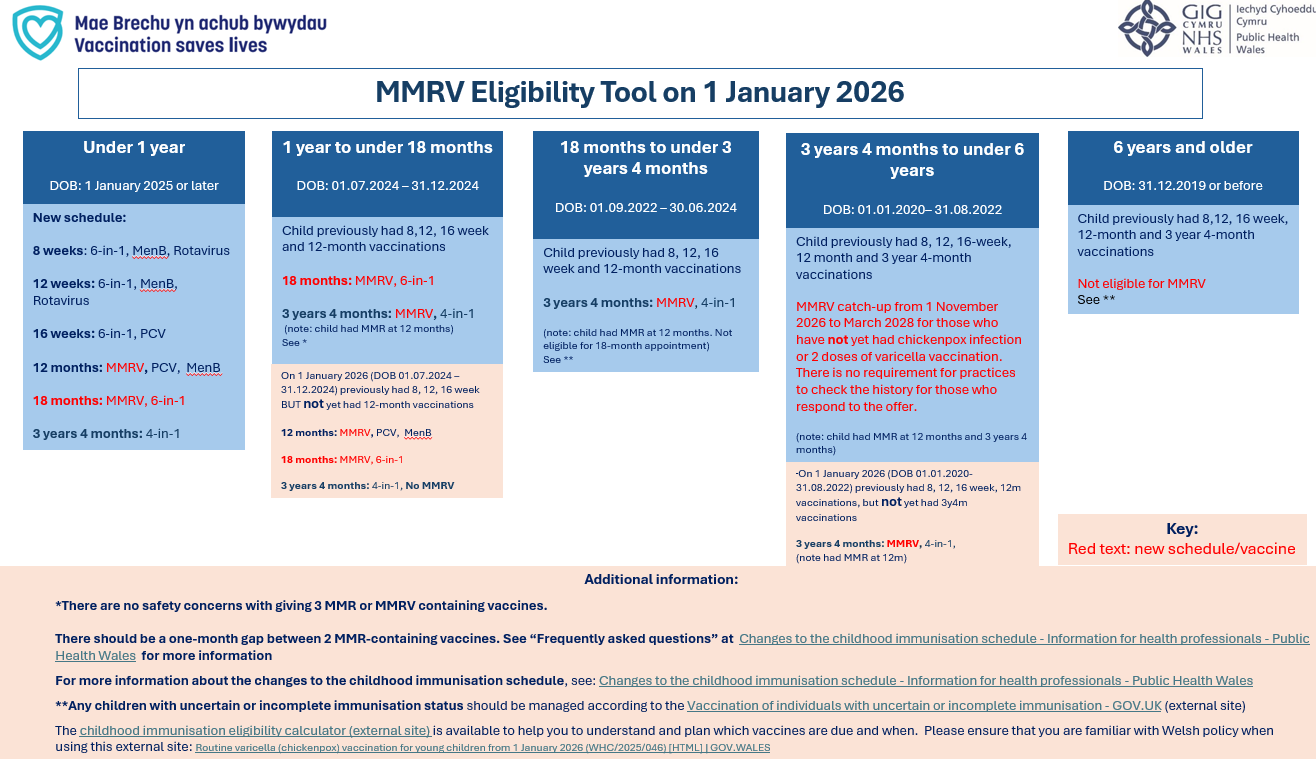 Mae Brechu yn achub bywydau
Vaccination saves lives
GIG
CYMRU
NHS
WALES
Iechyd Cyhoeddu
Cymru
Public Health
Wales
MMRV Eligibility Tool on 1 January 2026
Under 1 year
DOB: 1 January 2025 or later
New schedule:
8 weeks: 6-in-1, MenB, Rotavirus
12 weeks: 6-in-1, MenB,
Rotavirus
16 weeks: 6-in-1, PCV
12 months: MMRV, PCV, MenB
18 months: MMRV, 6-in-1
3 years 4 months: 4-in-1
1 year to under 18 months
DOB: 01.07.2024 – 31.12.2024
Child previously had 8,12, 16 week
and 12-month vaccinations
18 months: MMRV, 6-in-1
3 years 4 months: MMRV, 4-in-1
(note: child had MMR at 12 months)
See *
On 1 January 2026 (DOB 01.07.2024 –
31.12.2024) previously had 8, 12, 16 week
BUT not yet had 12-month vaccinations
12 months: MMRV, PCV, MenB
18 months: MMRV, 6-in-1
3 years 4 months: 4-in-1, No MMRV
18 months to under 3
years 4 months
DOB: 01.09.2022 – 30.06.2024
Child previously had 8, 12, 16
week and 12-month vaccinations
3 years 4 months: MMRV, 4-in-1
(note: child had MMR at 12 months. Not
eligible for 18-month appointment)
See **
3 years 4 months to under 6
years
DOB: 01.01.2020– 31.08.2022
Child previously had 8, 12, 16-week,
12 month and 3 year 4-month
vaccinations
MMRV catch-up from 1 November
2026 to March 2028 for those who
have not yet had chickenpox infection
or 2 doses of varicella vaccination.
There is no requirement for practices
to check the history for those who
respond to the offer.
(note: child had MMR at 12 months and 3 years 4
months)
-On 1 January 2026 (DOB 01.01.2020-
31.08.2022) previously had 8, 12, 16 week, 12m
vaccinations, but not yet had 3y4m
vaccinations
3 years 4 months: MMRV, 4-in-1,
(note had MMR at 12m)
6 years and older
DOB: 31.12.2019 or before
Child previously had 8,12, 16 week,
12-month and 3 year 4-month
vaccinations
Not eligible for MMRV
See **
Key:
Red text: new schedule/vaccine
Additional information:
*There are no safety concerns with giving 3 MMR or MMRV containing vaccines.
There should be a one-month gap between 2 MMR-containing vaccines. See “Frequently asked questions” at Changes to the childhood immunisation schedule - Information for health professionals - Public
Health Wales for more information
For more information about the changes to the childhood immunisation schedule, see: Changes to the childhood immunisation schedule - Information for health professionals - Public Health Wales
**Any children with uncertain or incomplete immunisation status should be managed according to the Vaccination of individuals with uncertain or incomplete immunisation - GOV.UK (external site)
The childhood immunisation eligibility calculator (external site) is available to help you to understand and plan which vaccines are due and when. Please ensure that you are familiar with Welsh policy when
using this external site: Routine varicella (chickenpox) vaccination for young children from 1 January 2026 (WHC/2025/046) [HTML] | GOV.WALES